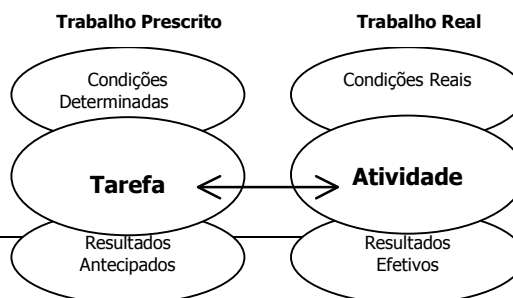 Trabalho Prescrito
Trabalho Real
Condições
Determinadas
Condições Reais
Tarefa
Atividade
Resultados
Antecipados
Resultados
Efetivos